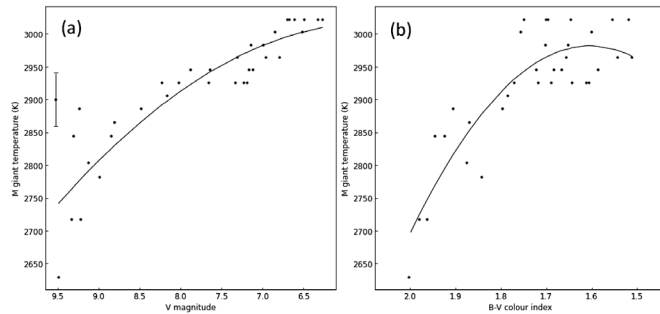 (a)
M giant temperature (K)
3000
2950
2900
2850
2800
2750
2700
2650
9.5 9.0 8.5 8.0 7.5 7.0 6.5
V magnitude
(b)
M giant temperature (K)
3000
2950
2900
2850
2800
2750
2700
2650
2.0 1.9 1.8 1.7 1.6 1.5
B-V colour index